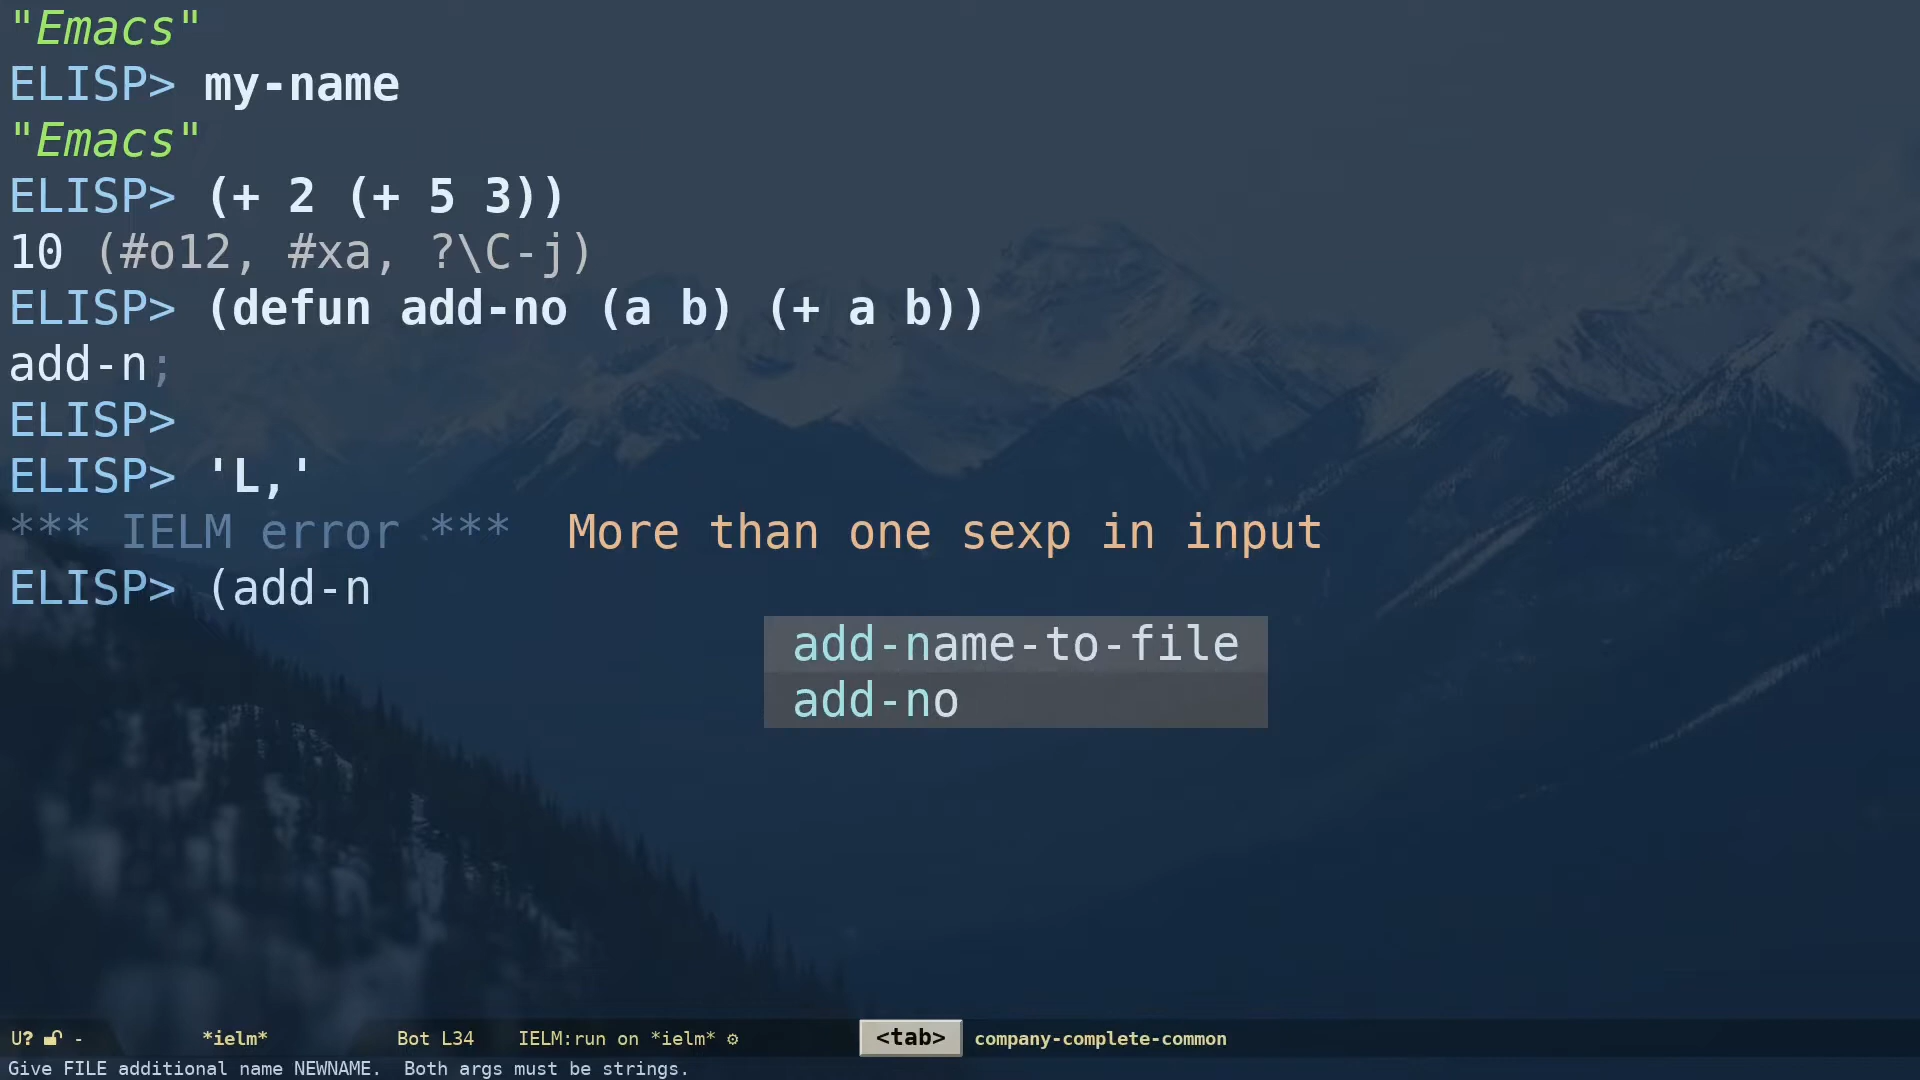 "Emacs"
ELISP> my-name
"Emacs"
ELISP> (+ 2 (+ 5 3))
10 (#o12, #xa, ?\C-j)
ELISP> (defun add-no (a b) (+ a b))
add-n;
ELISP>
ELISP> 'L,'
*** IELM error ***  More than one sexp in input
ELISP> (add-n
add-name-to-file
add-no
U? - *ielm* Bot L34 IELM:run on *ielm* <tab> company-complete-common
Give FILE additional name NEWNAME.  Both args must be strings.